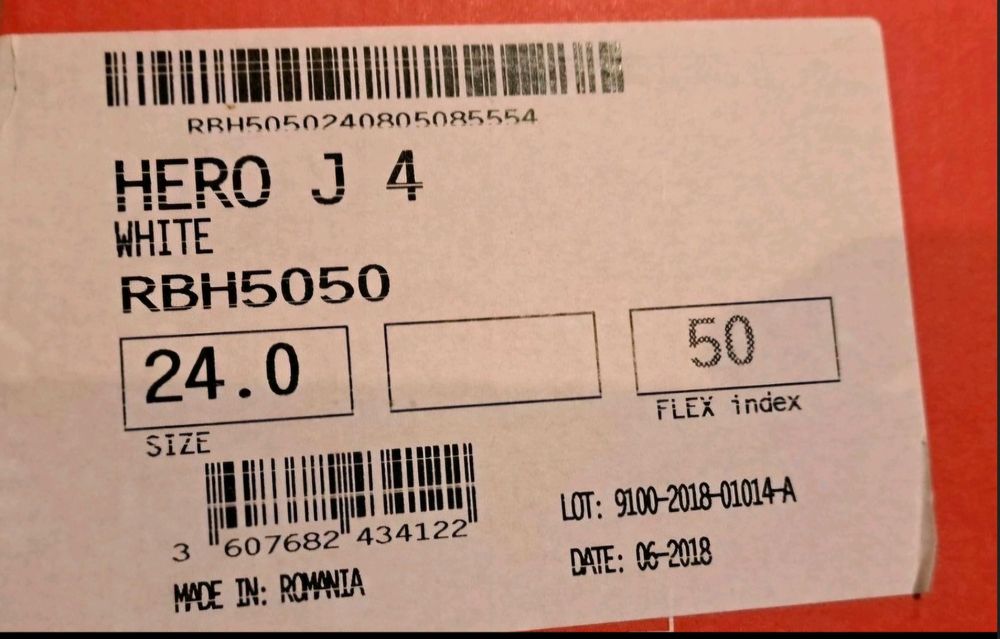 RBH5050240805085554
HERO J 4
WHITE
RBH5050
24.0
50
SIZE
FLEX index
3 607682 434122
LOT: 9100-2018-01014-A
DATE: 06-2018
MADE IN: ROMANIA